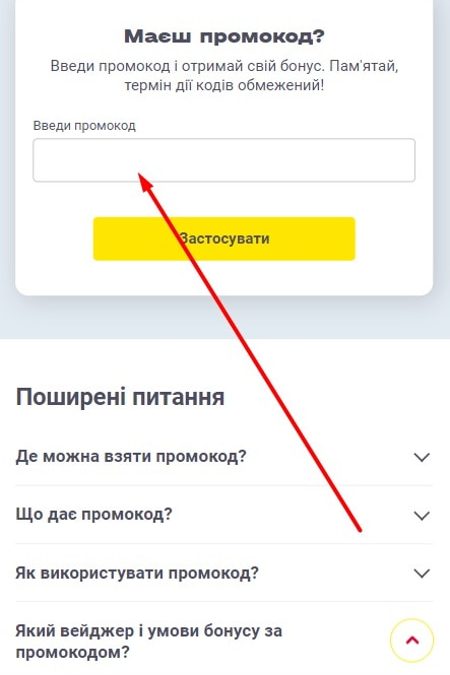 Маєш промокод?
Введи промокод і отримай свій бонус. Пам'ятай,
термін дії кодів обмежений!
Введи промокод
Застосувати
Поширені питання
Де можна взяти промокод?
Що дає промокод?
Як використувати промокод?
Який вейджер і умови бонусу за
промокодом?